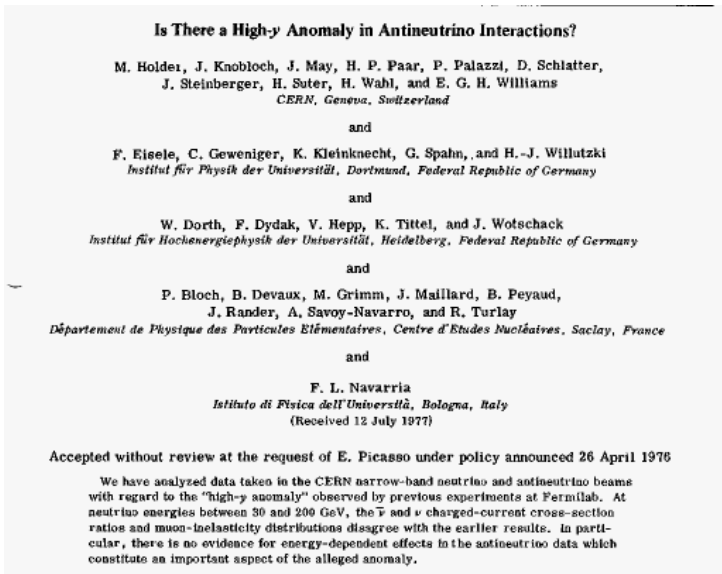 Is There a High-y Anomaly in Antineutrino Interactions?
M. Holder, J. Knobloch, J. May, H. P. Paar, P. Palazzi, D. Schlatter,
J. Steinberger, H. Suter, H. Wahl, and E. G. H. Williams
CERN, Geneva, Switzerland
and
F. Eisele, C. Geweniger, K. Kleinknecht, G. Spahn, and H.-J. Willutzki
Institut für Physik der Universität, Dortmund, Federal Republic of Germany
and
W. Dorth, F. Dydak, V. Hepp, K. Tittel, and J. Wotschack
Institut für Hochenergiephysik der Universität, Heidelberg, Federal Republic of Germany
and
P. Bloch, B. Devaux, M. Grimm, J. Maillard, B. Peyaud,
J. Rander, A. Savoy-Navarro, and R. Turlay
Département de Physique des Particules Elémentaires, Centre d'Etudes Nucléaires, Saclay, France
and
F. L. Navarria
Istituto di Fisica dell'Università, Bologna, Italy
(Received 12 July 1977)
Accepted without review at the request of E. Picasso under policy announced 26 April 1976
We have analyzed data taken in the CERN narrow-band neutrino and antineutrino beams
with regard to the "high-y anomaly" observed by previous experiments at Fermilab. At
neutrino energies between 30 and 200 GeV, the ν̄ and ν charged-current cross-section
ratios and muon-inelasticity distributions disagree with the earlier results. In parti-
cular, there is no evidence for energy-dependent effects in the antineutrino data which
constitute an important aspect of the alleged anomaly.